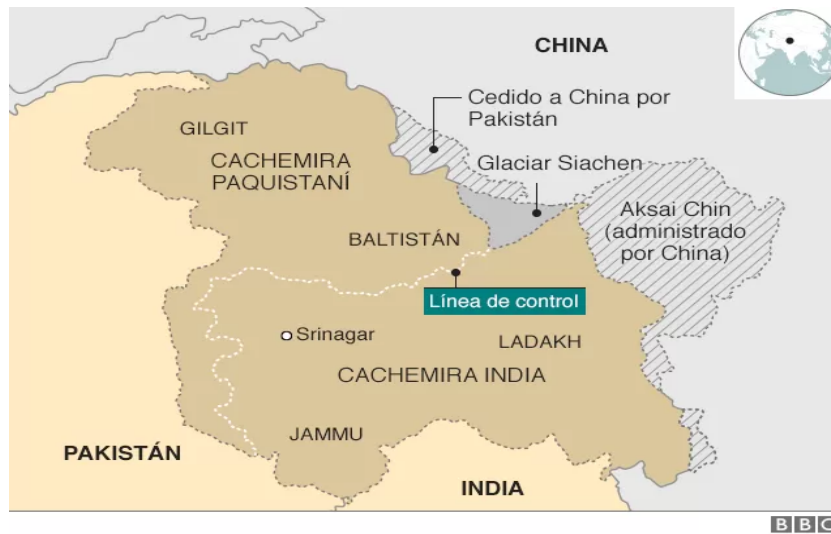 CHINA
Cedido a China por
Pakistán
GILGIT
CACHEMIRA
PAQUISTANÍ
Glaciar Siachen
Aksai Chin
(administrado
por China)
BALTISTÁN
Línea de control
Srinagar
LADAKH
CACHEMIRA INDIA
JAMMU
PAKISTÁN
INDIA
BBC